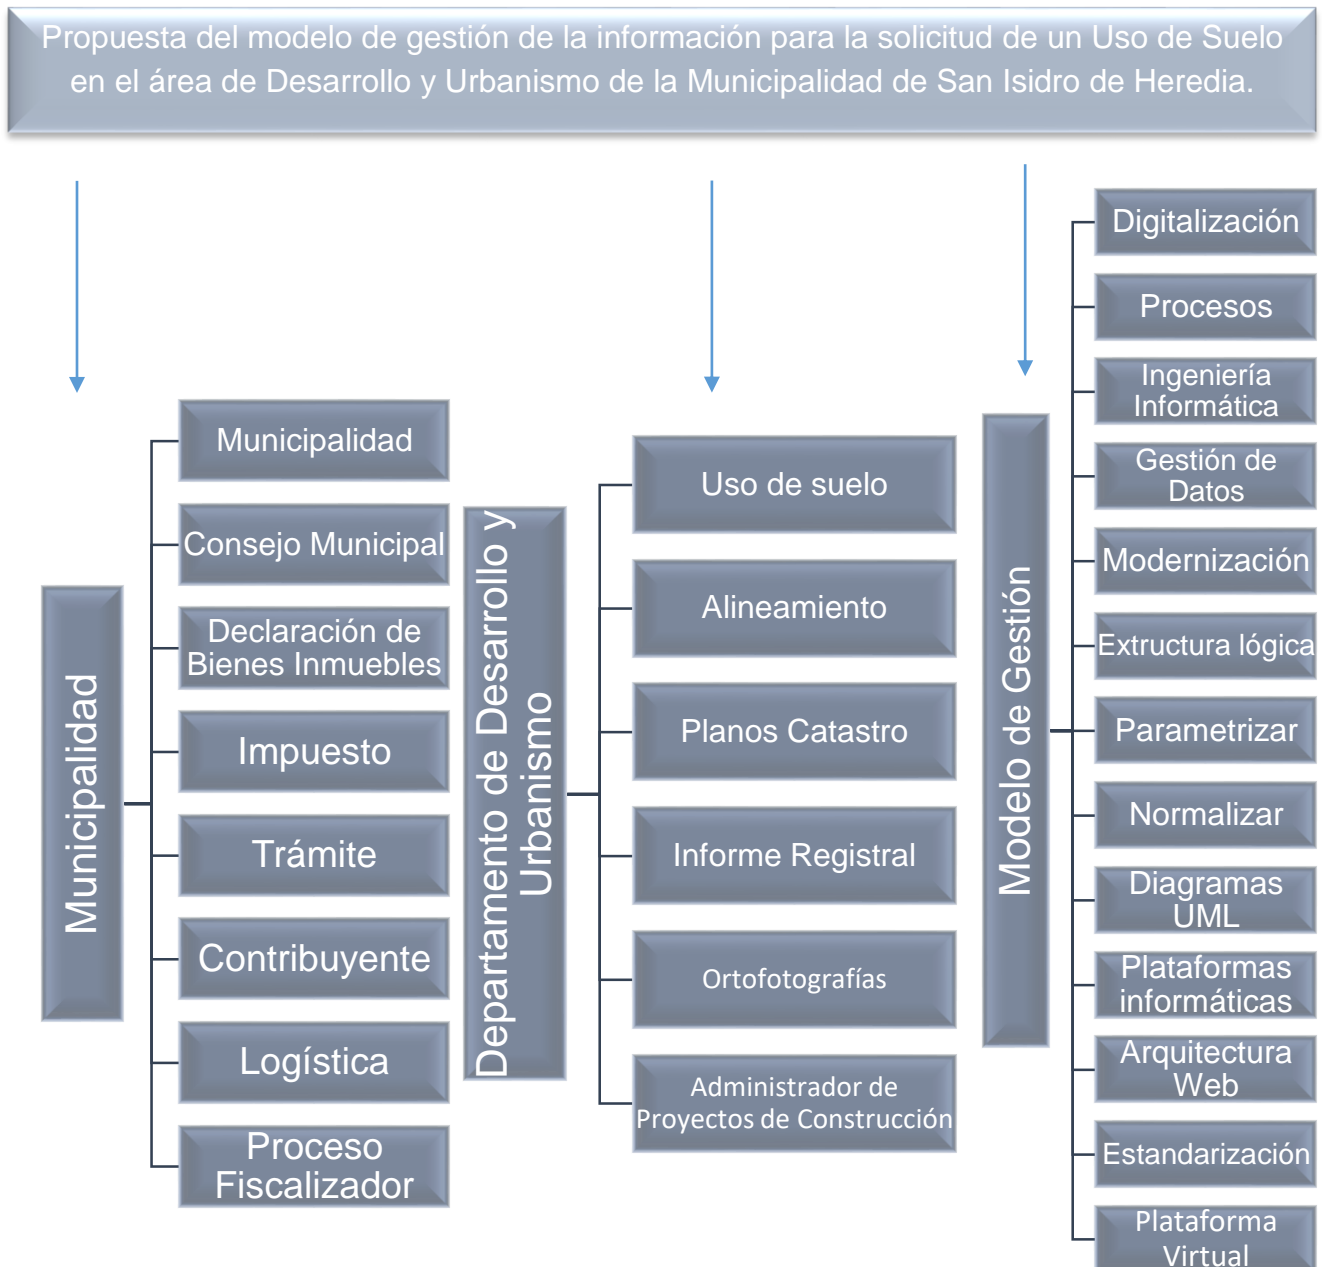 Propuesta del modelo de gestión de la información para la solicitud de un Uso de Suelo
en el área de Desarrollo y Urbanismo de la Municipalidad de San Isidro de Heredia.
Municipalidad
Municipalidad
Consejo Municipal
Declaración de
Bienes Inmuebles
Impuesto
Trámite
Contribuyente
Logística
Proceso
Fiscalizador
Departamento de Desarrollo y
Urbanismo
Uso de suelo
Alineamiento
Planos Catastro
Informe Registral
Ortofotografías
Administrador de
Proyectos de Construcción
Modelo de Gestión
Digitalización
Procesos
Ingeniería
Informática
Gestión de
Datos
Modernización
Extructura lógica
Parametrizar
Normalizar
Diagramas
UML
Plataformas
informáticas
Arquitectura
Web
Estandarización
Plataforma
Virtual